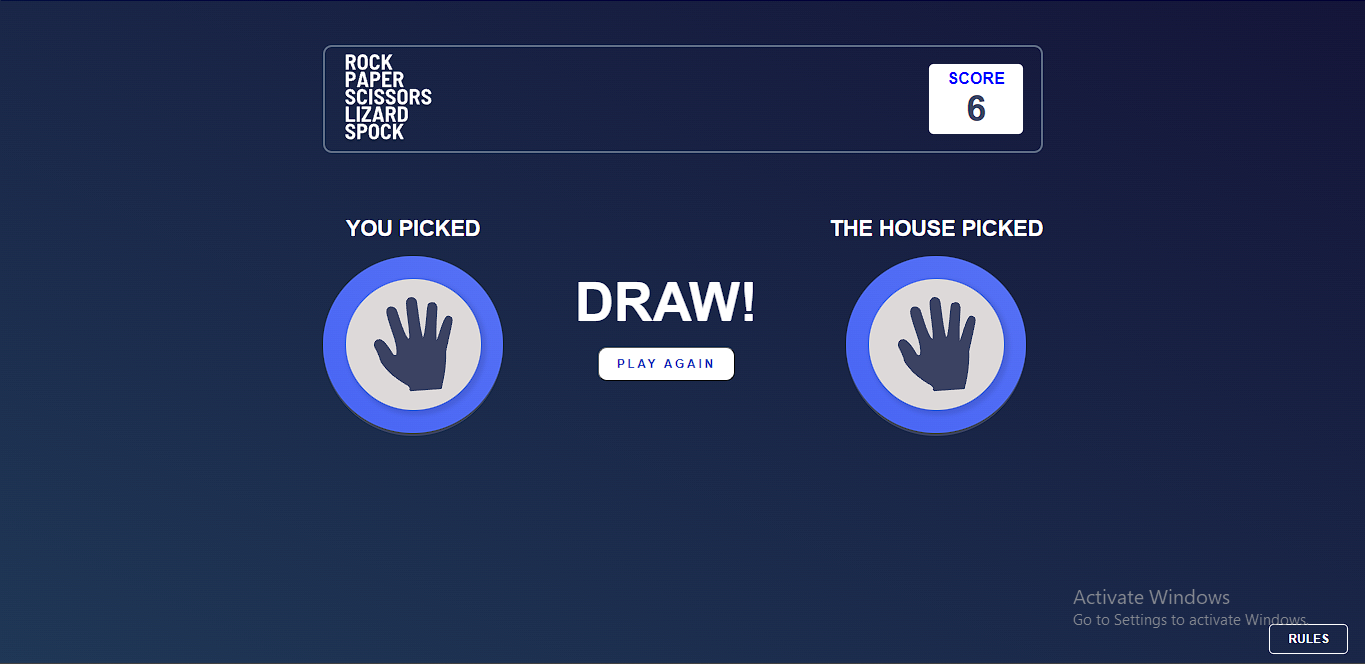 ROCK
PAPER
SCISSORS
LIZARD
SPOCK
SCORE
6
YOU PICKED
THE HOUSE PICKED
DRAW!
PLAY AGAIN
Activate Windows
Go to Settings to activate Windows.
RULES